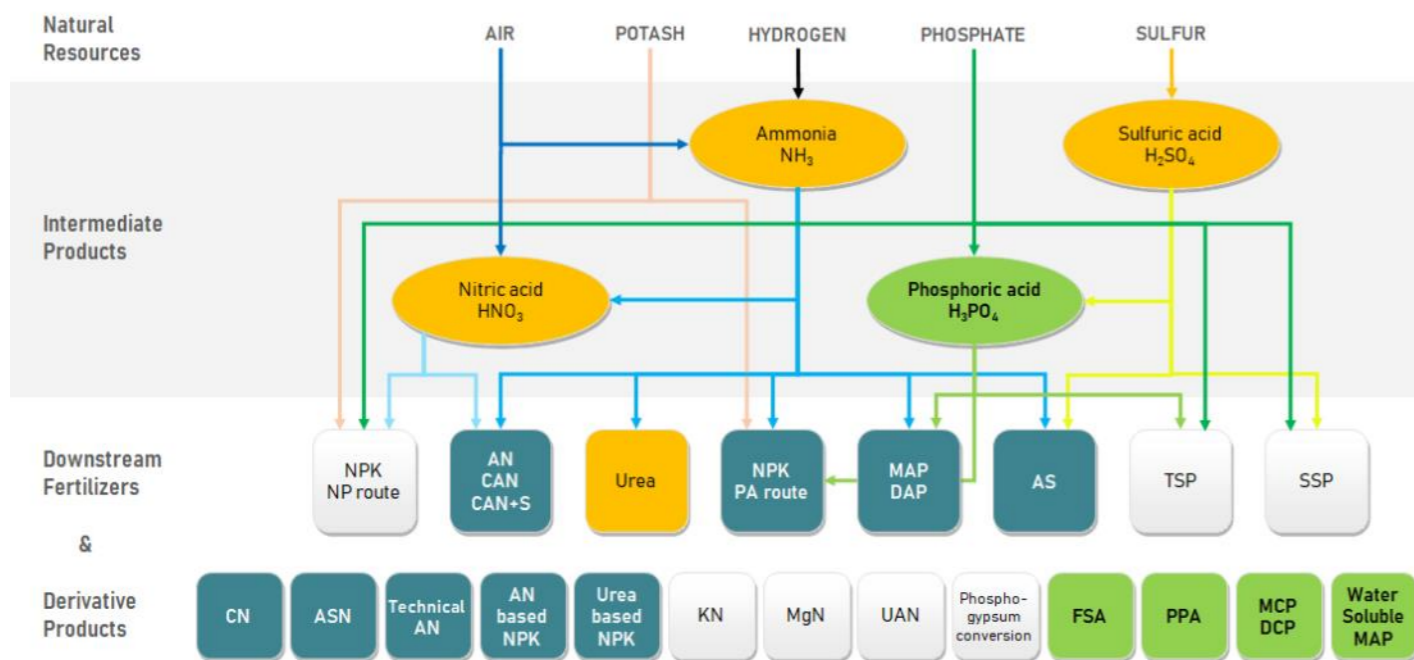 Natural
Resources
AIR
POTASH
HYDROGEN
PHOSPHATE
SULFUR
Ammonia
NH₃
Sulfuric acid
H₂SO₄
Intermediate
Products
Nitric acid
HNO₃
Phosphoric acid
H₃PO₄
Downstream
Fertilizers
NPK
NP route
AN
CAN
CAN+S
Urea
NPK
PA route
MAP
DAP
AS
TSP
SSP
&
Derivative
Products
CN
ASN
Technical
AN
AN
based
NPK
Urea
based
NPK
KN
MgN
UAN
Phospho-
gypsum
conversion
FSA
PPA
MCP
DCP
Water
Soluble
MAP